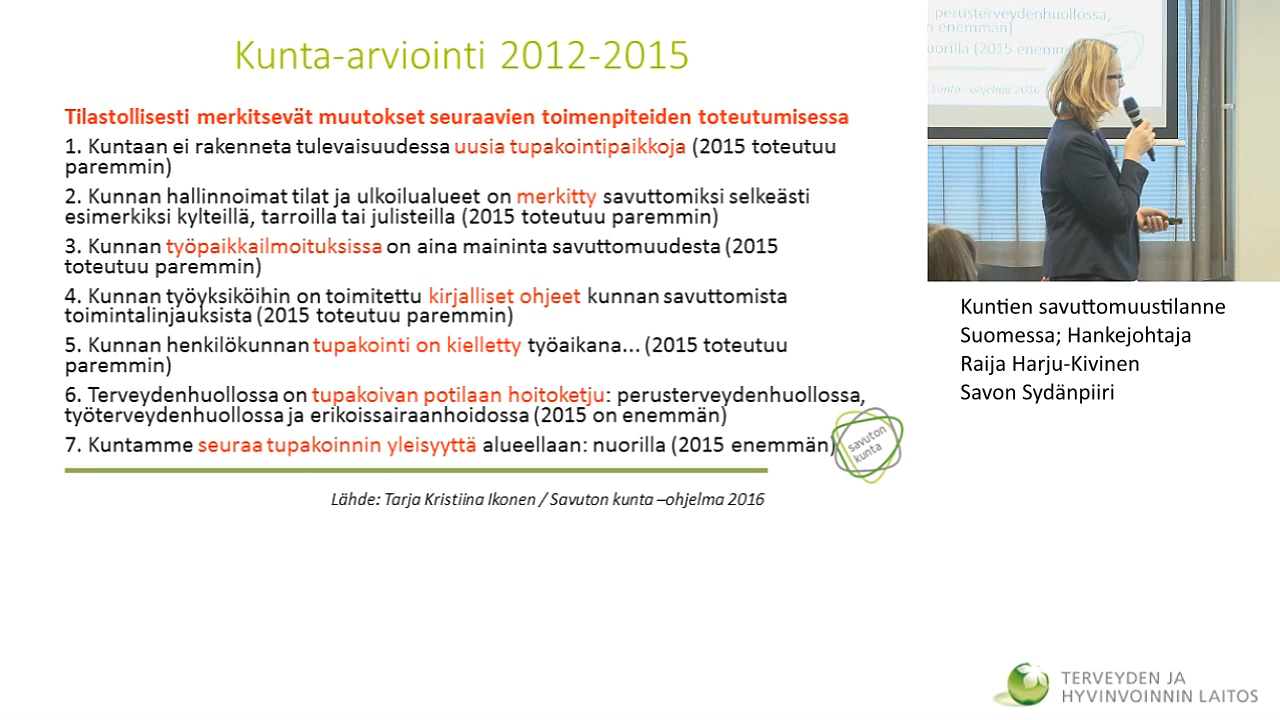 Kunta-arviointi 2012-2015
Tilastollisesti merkitsevät muutokset seuraavien toimenpiteiden toteutumisessa
1. Kuntaan ei rakenneta tulevaisuudessa uusia tupakointipaikkoja (2015 toteutuu
paremmin)
2. Kunnan hallinnoimat tilat ja ulkoilualueet on merkitty savuttomiksi selkeästi
esimerkiksi kylteillä, tarroilla tai julisteilla (2015 toteutuu paremmin)
3. Kunnan työpaikkailmoituksissa on aina maininta savuttomuudesta (2015
toteutuu paremmin)
4. Kunnan työyksiköihin on toimitettu kirjalliset ohjeet kunnan savuttomista
toimintalinjauksista (2015 toteutuu paremmin)
5. Kunnan henkilökunnan tupakointi on kielletty työaikana... (2015 toteutuu
paremmin)
6. Terveydenhuollossa on tupakoivan potilaan hoitoketju: perusterveydenhuollossa,
työterveydenhuollossa ja erikoissairaanhoidossa (2015 on enemmän)
7. Kuntamme seuraa tupakoinnin yleisyyttä alueellaan: nuorilla (2015 enemmän)
savuton
kunta
Lähde: Tarja Kristiina Ikonen / Savuton kunta –ohjelma 2016
perusterveydenhuollossa,
enemmän)
(2015
kunta –ohjelma 2016
Kuntien savuttomuustilanne
Suomessa; Hankejohtaja
Raija Harju-Kivinen
Savon Sydänpiiri
TERVEYDEN JA
HYVINVOINNIN LAITOS